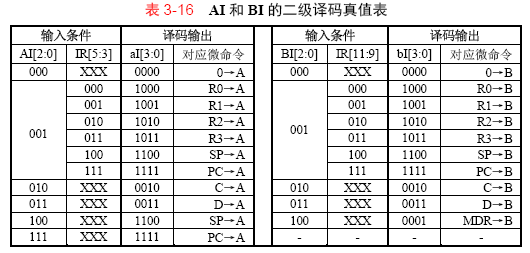 表 3-16 AI 和 BI 的二级译码真值表
输入条件 译码输出 输入条件 译码输出
AI[2:0] IR[5:3] aI[3:0] 对应微命令 BI[2:0] IR[11:9] bI[3:0] 对应微命令
000 XXX 0000 0→A 000 XXX 0000 0→B
001 000 1000 R0→A 001 000 1000 R0→B
001 1001 R1→A 001 1001 R1→B
010 1010 R2→A 010 1010 R2→B
011 1011 R3→A 011 1011 R3→B
100 1100 SP→A 100 1100 SP→B
111 1111 PC→A 111 1111 PC→B
010 XXX 0010 C→A 010 XXX 0010 C→B
011 XXX 0011 D→A 011 XXX 0011 D→B
100 XXX 1100 SP→A 100 XXX 0001 MDR→B
111 XXX 1111 PC→A - - - -